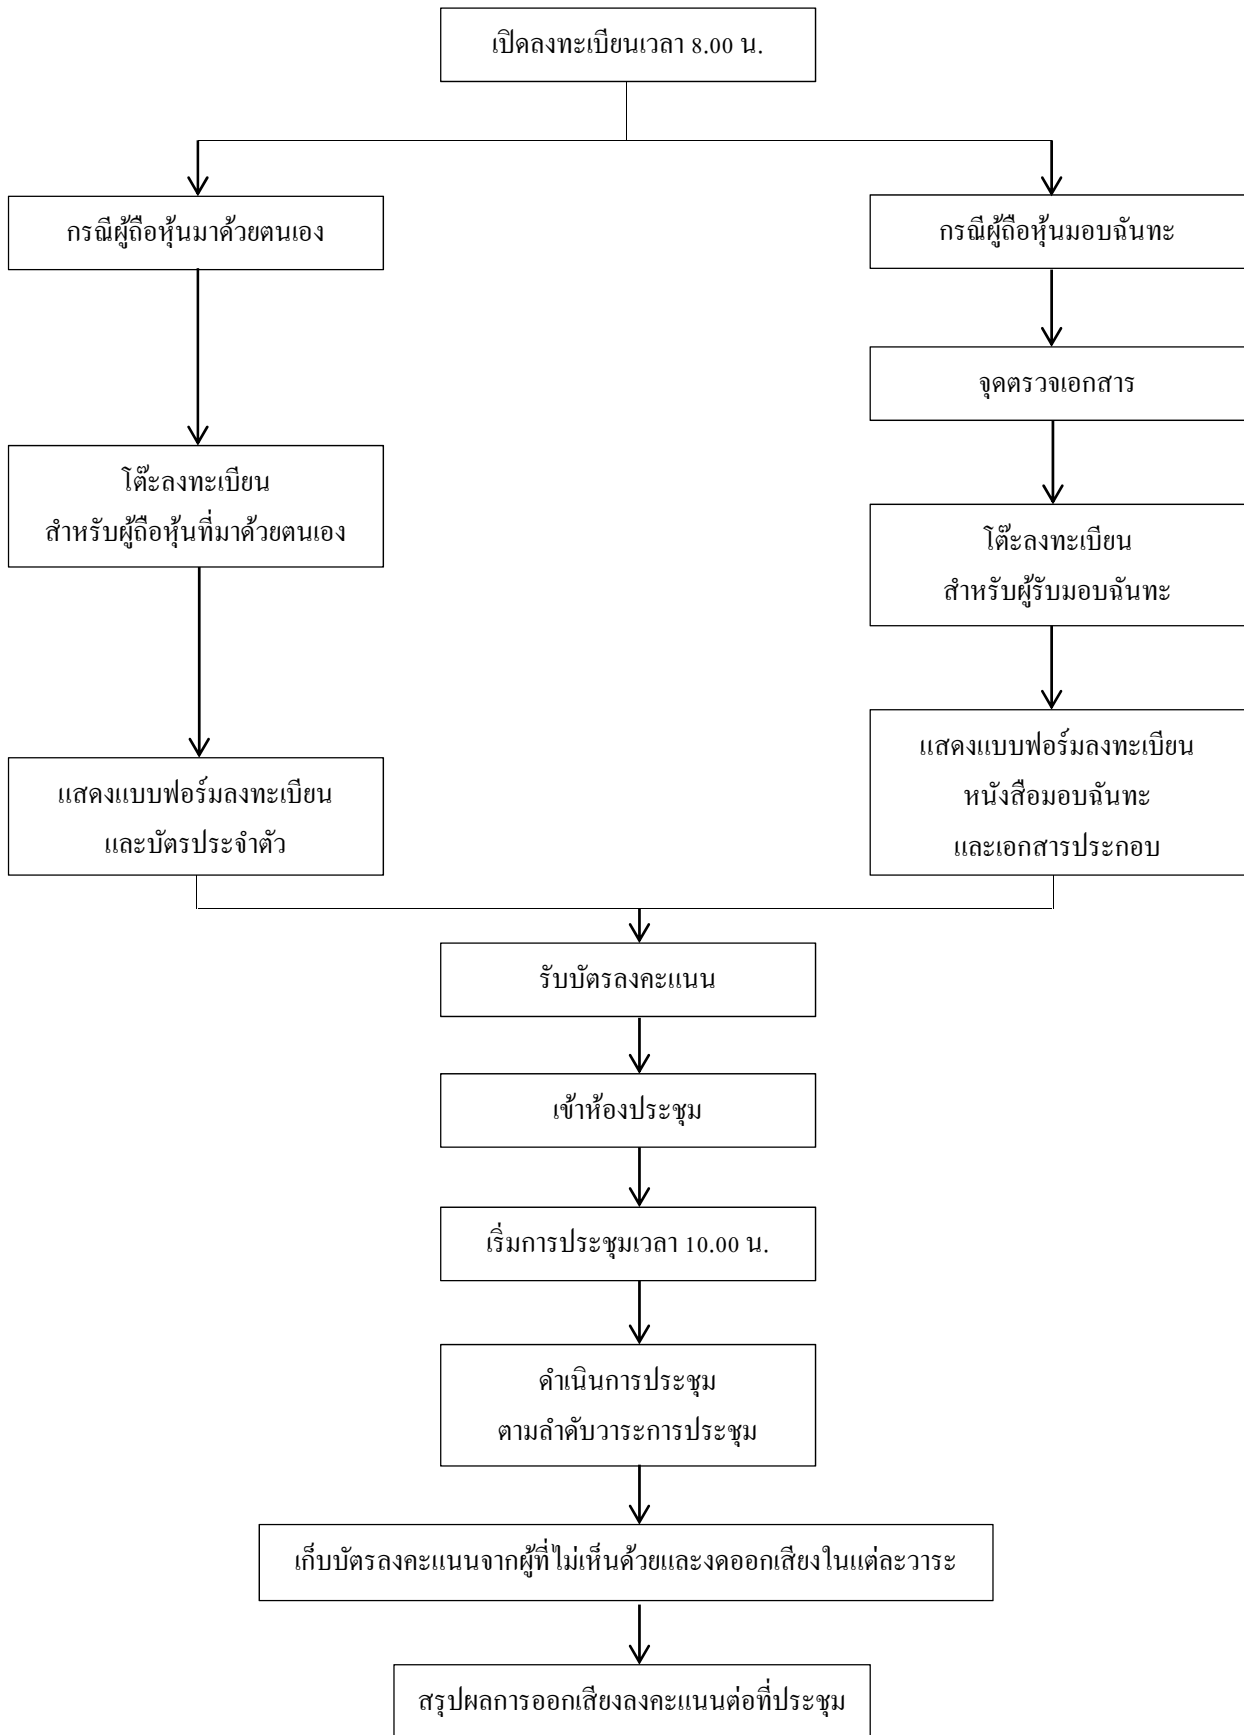 เปิดลงทะเบียนเวลา 8.00 น.
กรณีผู้ถือหุ้นมาด้วยตนเอง
กรณีผู้ถือหุ้นมอบฉันทะ
จุดตรวจเอกสาร
โต๊ะลงทะเบียน
สำหรับผู้ถือหุ้นที่มาด้วยตนเอง
โต๊ะลงทะเบียน
สำหรับผู้รับมอบฉันทะ
แสดงแบบฟอร์มลงทะเบียน
และบัตรประจำตัว
แสดงแบบฟอร์มลงทะเบียน
หนังสือมอบฉันทะ
และเอกสารประกอบ
รับบัตรลงคะแนน
เข้าห้องประชุม
เริ่มการประชุมเวลา 10.00 น.
ดำเนินการประชุม
ตามลำดับวาระการประชุม
เก็บบัตรลงคะแนนจากผู้ที่ไม่เห็นด้วยและงดออกเสียงในแต่ละวาระ
สรุปผลการออกเสียงลงคะแนนต่อที่ประชุม